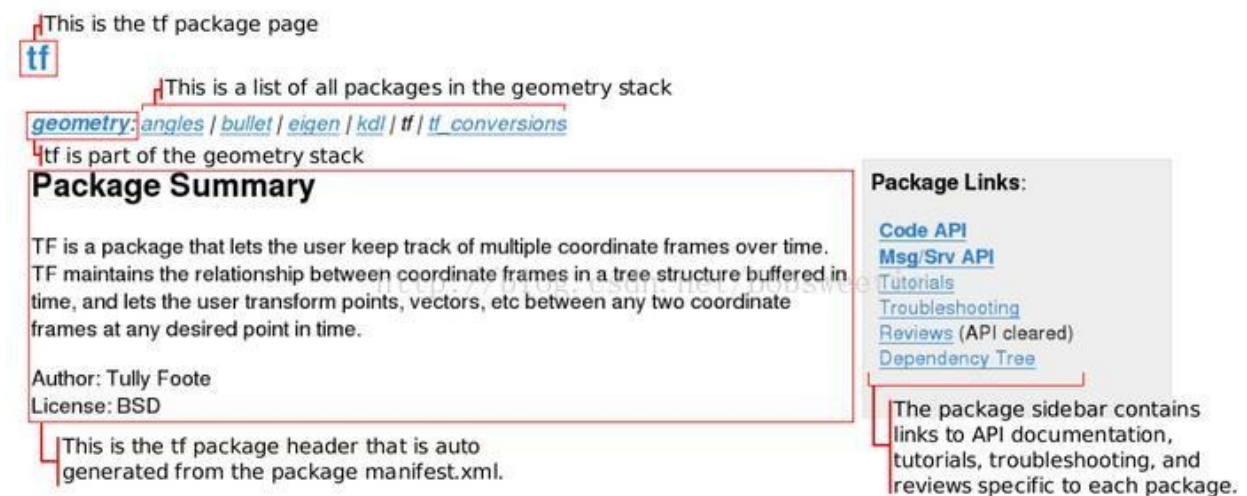 This is the tf package page
tf
This is a list of all packages in the geometry stack
geometry: angles | bullet | eigen | kdl | tf | tf_conversions
tf is part of the geometry stack
Package Summary
TF is a package that lets the user keep track of multiple coordinate frames over time.
TF maintains the relationship between coordinate frames in a tree structure buffered in
time, and lets the user transform points, vectors, etc between any two coordinate
frames at any desired point in time.
Author: Tully Foote
License: BSD
This is the tf package header that is auto
generated from the package manifest.xml.
Package Links:
Code API
Msg/Srv API
Tutorials
Troubleshooting
Reviews (API cleared)
Dependency Tree
The package sidebar contains
links to API documentation,
tutorials, troubleshooting, and
reviews specific to each package.